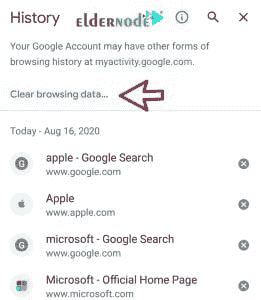 History
ELDERNODE
Your Google Account may have other forms of
browsing history at myactivity.google.com.
Clear browsing data...
Today - Aug 16, 2020
G
apple - Google Search
www.google.com
Apple
www.apple.com
G
microsoft - Google Search
www.google.com
Microsoft - Official Home Page
www.microsoft.com